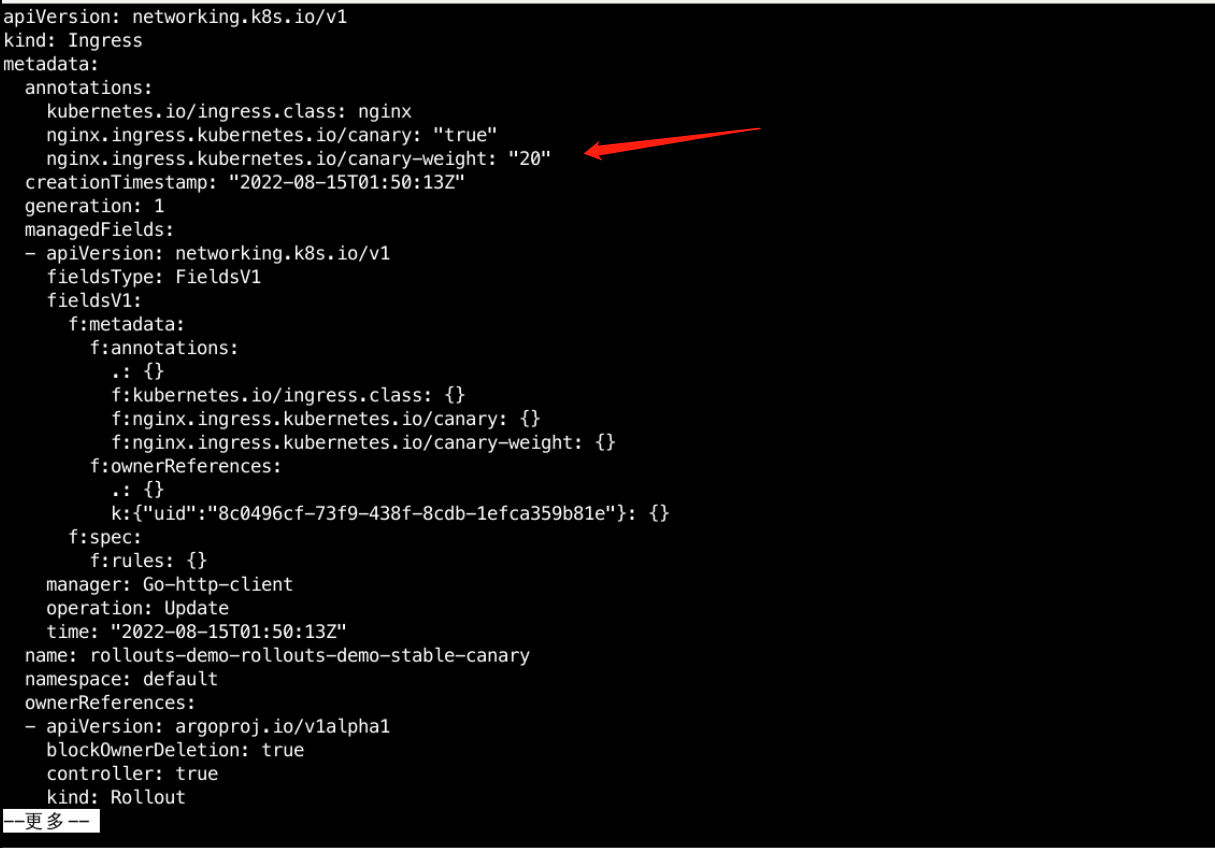 apiVersion: networking.k8s.io/v1
kind: Ingress
metadata:
  annotations:
    kubernetes.io/ingress.class: nginx
    nginx.ingress.kubernetes.io/canary: "true"
    nginx.ingress.kubernetes.io/canary-weight: "20"
  creationTimestamp: "2022-08-15T01:50:13Z"
  generation: 1
  managedFields:
  - apiVersion: networking.k8s.io/v1
    fieldsType: FieldsV1
    fieldsV1:
      f:metadata:
        f:annotations:
          .: {}
          f:kubernetes.io/ingress.class: {}
          f:nginx.ingress.kubernetes.io/canary: {}
          f:nginx.ingress.kubernetes.io/canary-weight: {}
        f:ownerReferences:
          .: {}
          k:{"uid":"8c0496cf-73f9-438f-8cdb-1efca359b81e"}: {}
      f:spec:
        f:rules: {}
    manager: Go-http-client
    operation: Update
    time: "2022-08-15T01:50:13Z"
  name: rollouts-demo-rollouts-demo-stable-canary
  namespace: default
  ownerReferences:
  - apiVersion: argoproj.io/v1alpha1
    blockOwnerDeletion: true
    controller: true
    kind: Rollout
--更多--